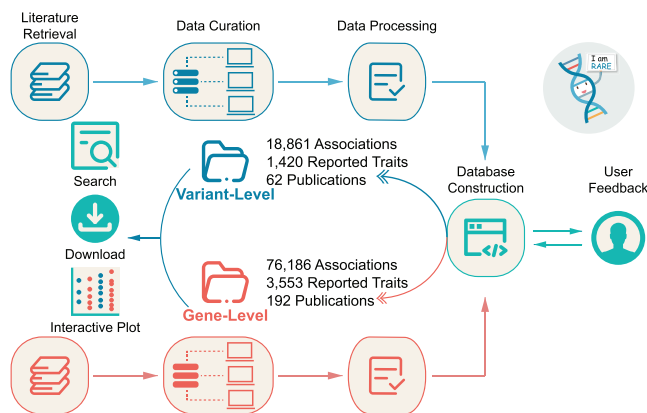 Literature
Retrieval
Data Curation
Data Processing
I am
RARE
Search
Download
Interactive Plot
Variant-Level
18,861 Associations
1,420 Reported Traits
62 Publications
Gene-Level
76,186 Associations
3,553 Reported Traits
192 Publications
Database
Construction
</>
User
Feedback